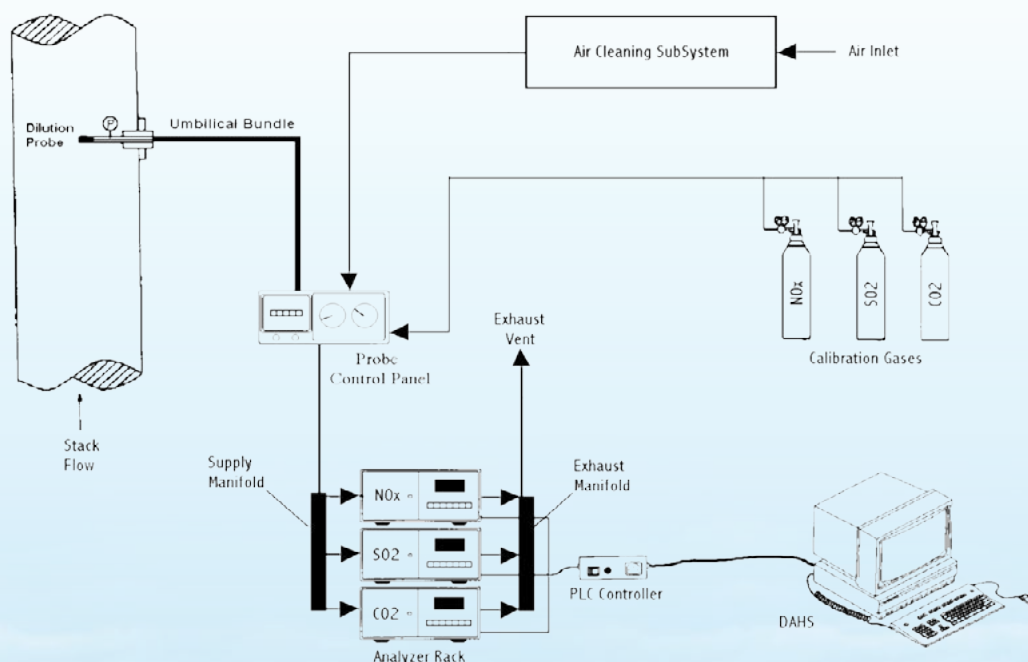 Air Cleaning SubSystem
Air Inlet
P
Dilution
Probe
Umbilical Bundle
NOx
SO2
CO2
Calibration Gases
Exhaust
Vent
Probe
Control Panel
Stack
Flow
Supply
Manifold
NOx
SO2
CO2
Analyzer Rack
Exhaust
Manifold
PLC Controller
DAHS